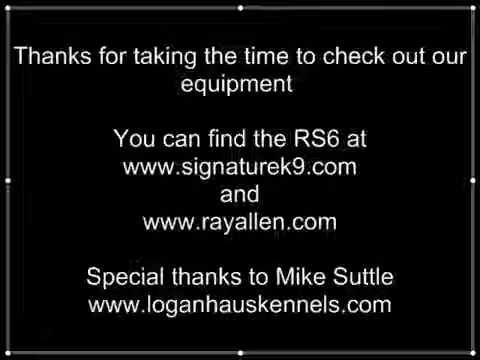 Thanks for taking the time to check out our
equipment
You can find the RS6 at
www.signaturek9.com
and
www.rayallen.com
Special thanks to Mike Suttle
www.loganhauskennels.com